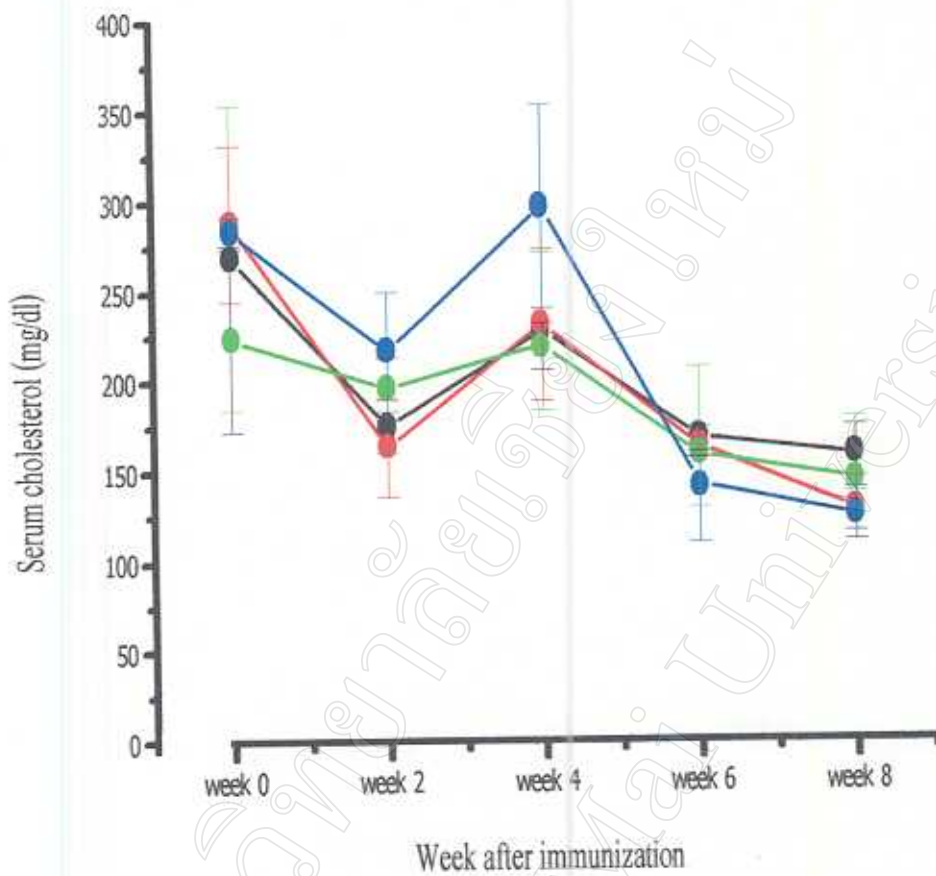 400
350
300
250
200
150
100
50
0
Serum cholesterol (mg/dl)
week 0
week 2
week 4
week 6
week 8
Week after immunization